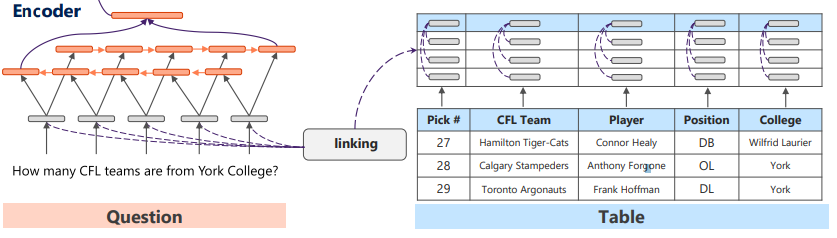 Encoder
How many CFL teams are from York College?
Question
linking
Pick # CFL Team Player Position College
27 Hamilton Tiger-Cats Connor Healy DB Wilfrid Laurier
28 Calgary Stampeders Anthony Forgone OL York
29 Toronto Argonauts Frank Hoffman DL York
Table